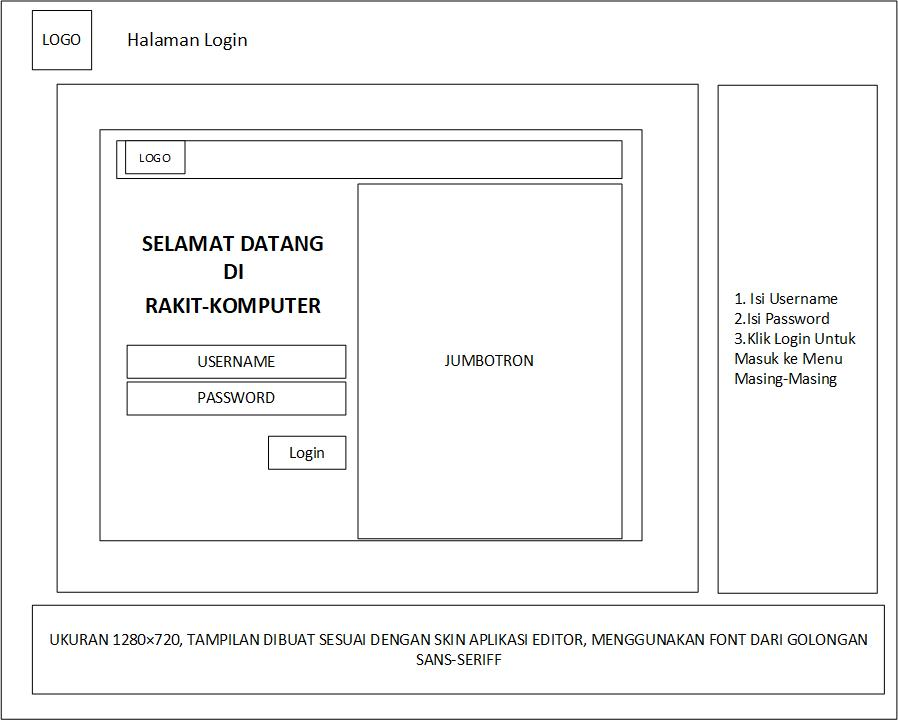 LOGO
Halaman Login
LOGO
SELAMAT DATANG
DI
RAKIT-KOMPUTER
USERNAME
PASSWORD
Login
JUMBOTRON
1. Isi Username
2.Isi Password
3.Klik Login Untuk
Masuk ke Menu
Masing-Masing
UKURAN 1280×720, TAMPILAN DIBUAT SESUAI DENGAN SKIN APLIKASI EDITOR, MENGGUNAKAN FONT DARI GOLONGAN
SANS-SERIFF